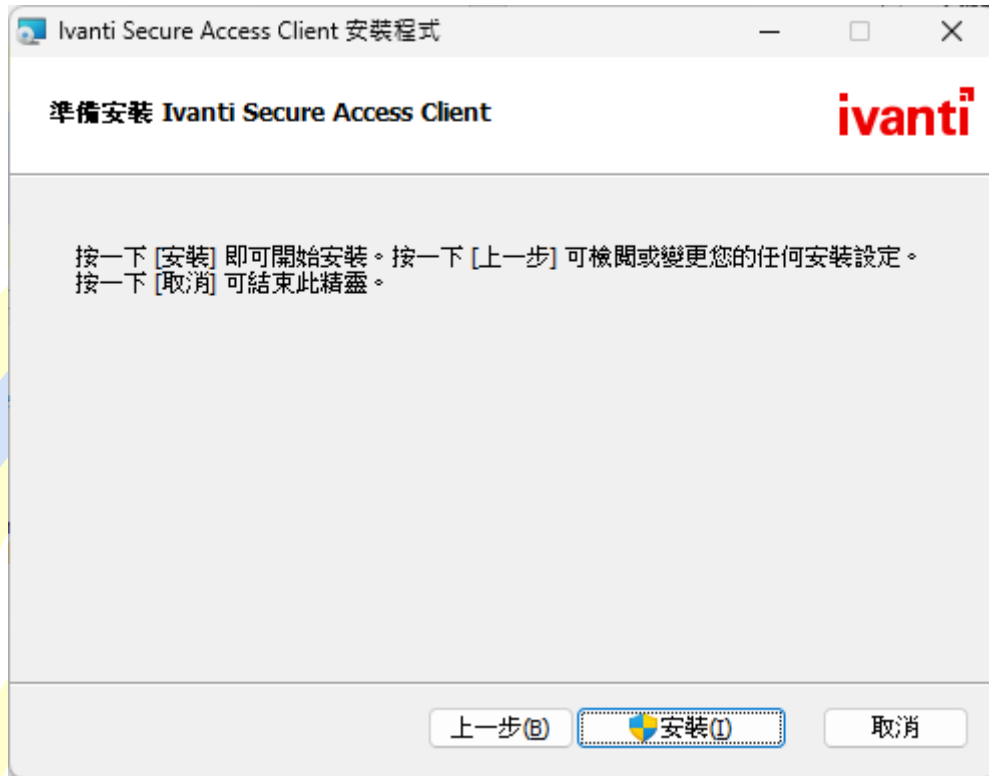 Ivanti Secure Access Client 安裝程式
準備安裝 Ivanti Secure Access Client
ivanti
按一下 [安裝] 即可開始安裝。按一下 [上一步] 可檢閱或變更您的任何安裝設定。
按一下 [取消] 可結束此精靈。
上一步(B) 安裝(I) 取消